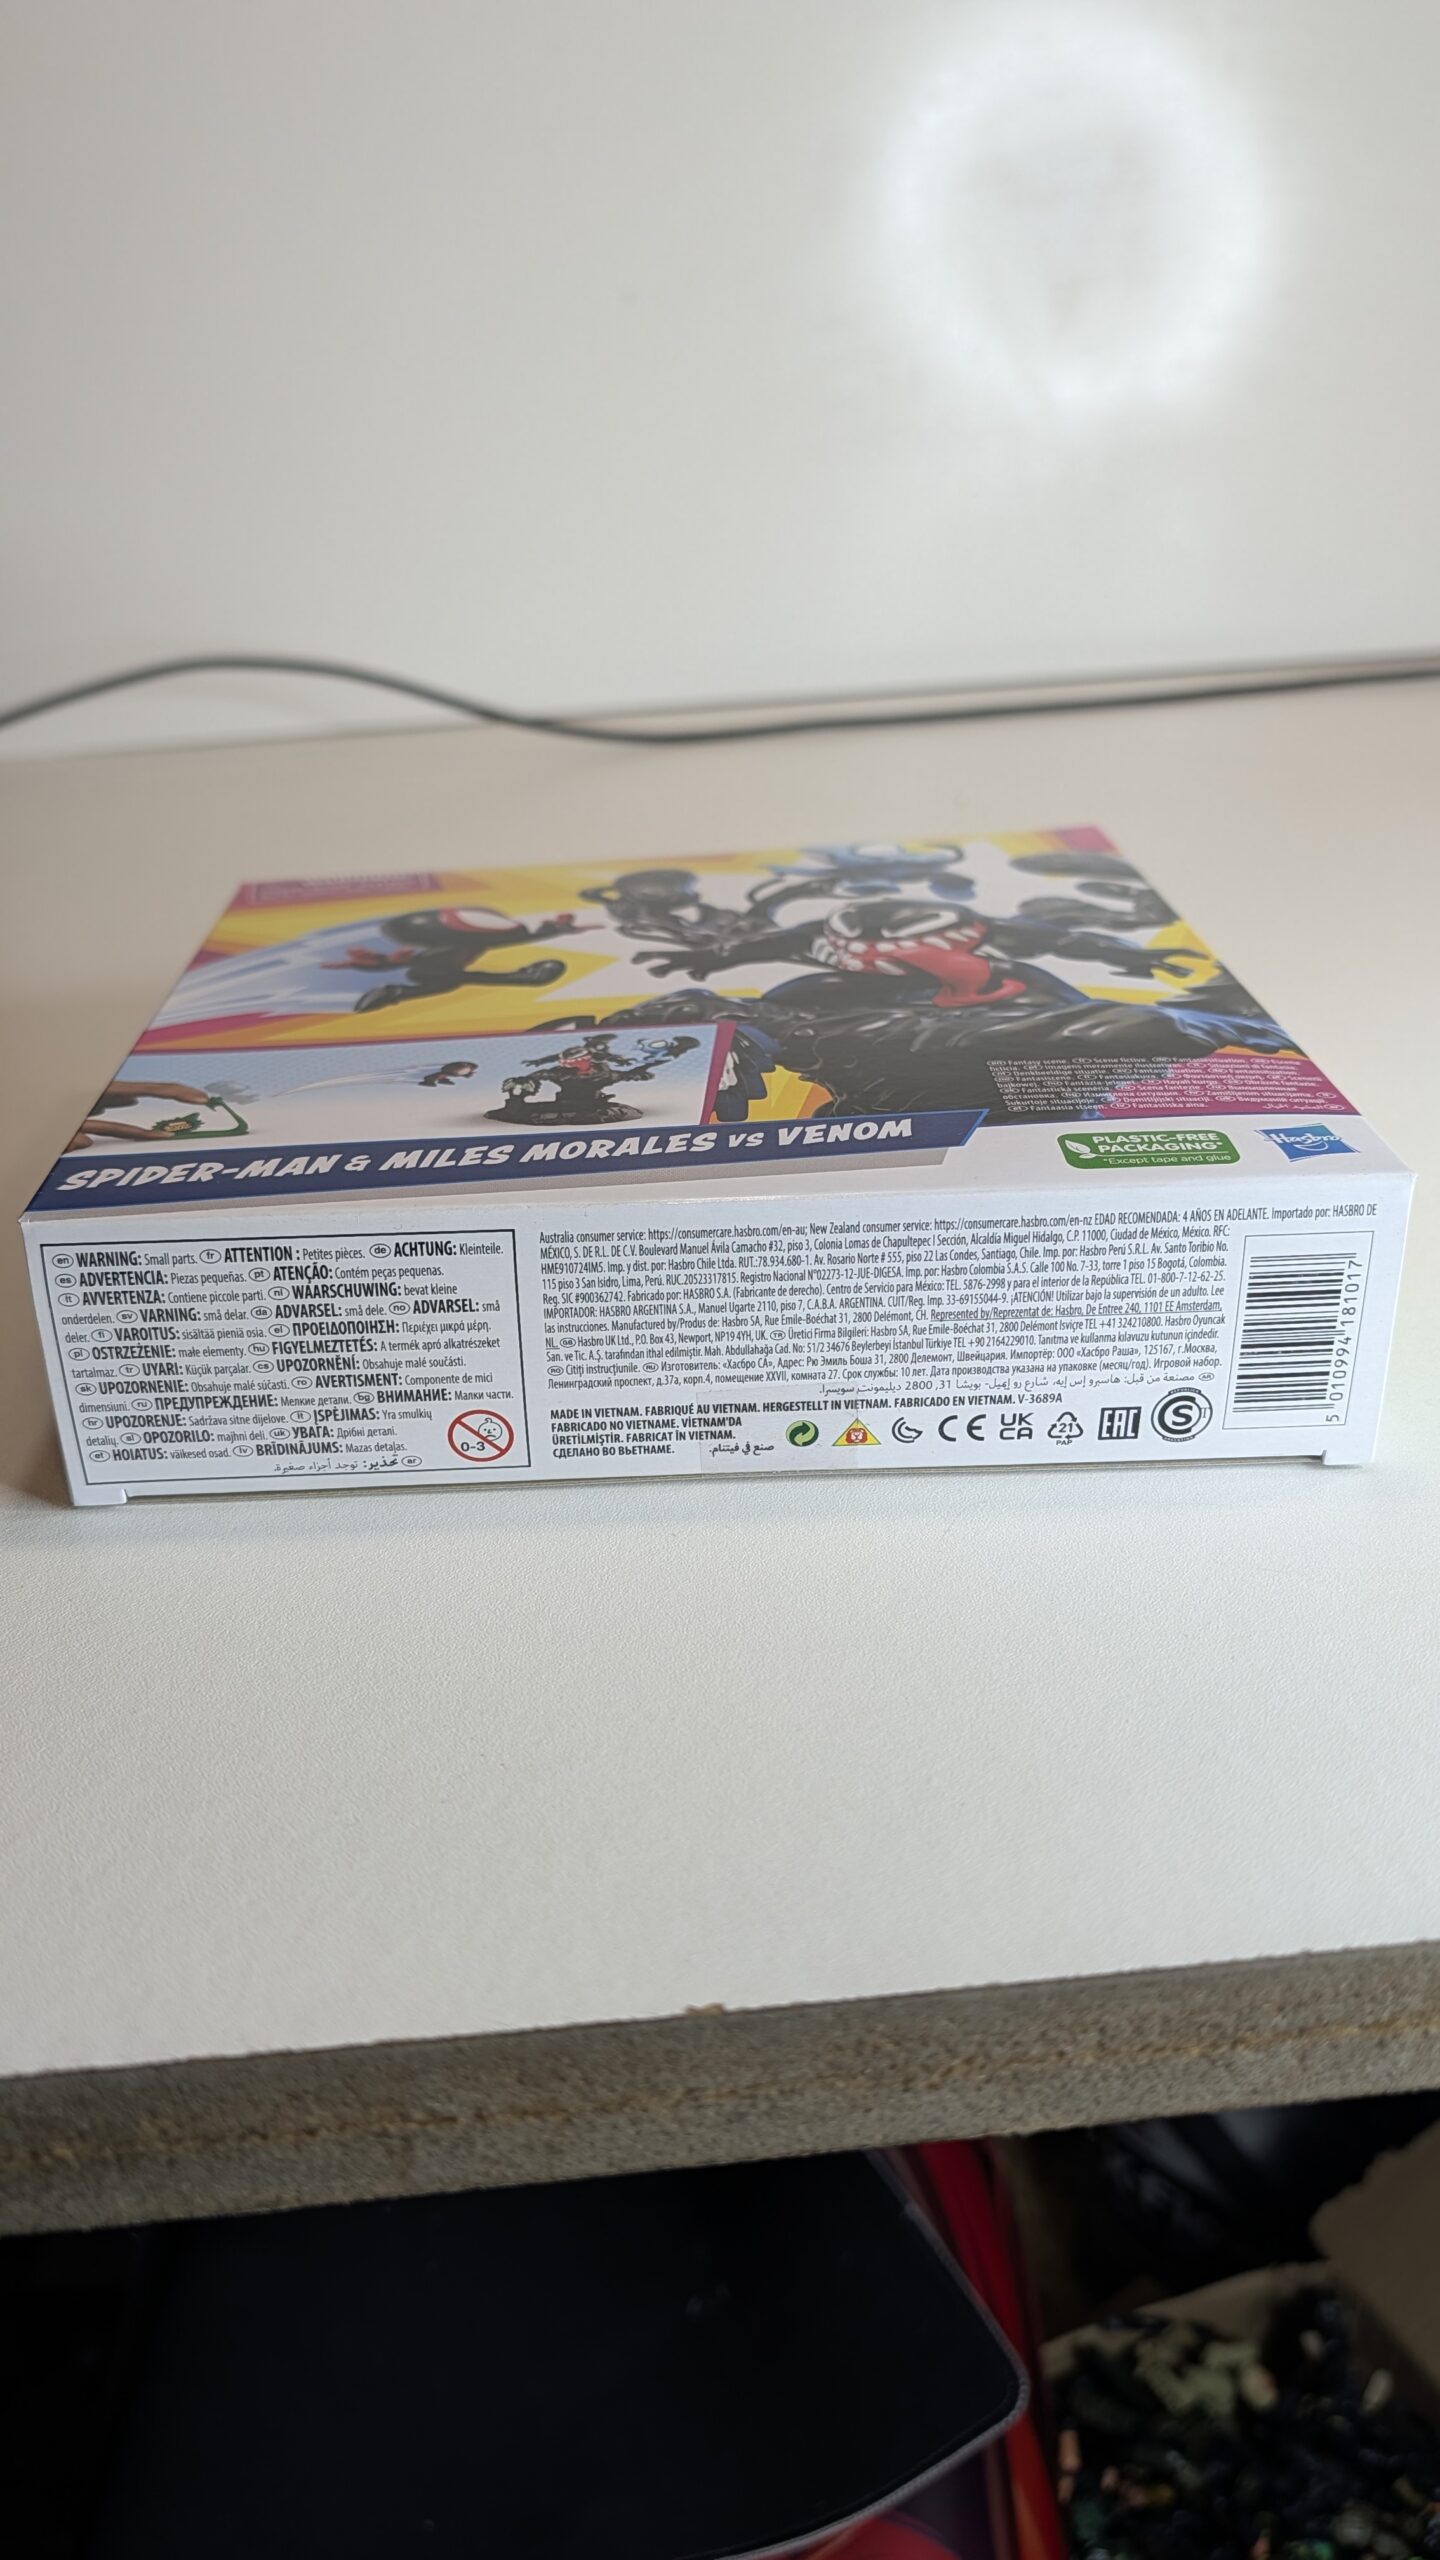 SPIDER-MAN & MILES MORALES VS VENOM
PLASTIC-FREE
PACKAGING*
*Except tape and glue
Hasbro
en WARNING: Small parts. fr ATTENTION : Petites pièces. de ACHTUNG: Kleinteile.
es ADVERTENCIA: Piezas pequeñas. pt ATENÇÃO: Contém peças pequenas.
it AVVERTENZA: Contiene piccole parti. nl WAARSCHUWING: bevat kleine
onderdelen. sv VARNING: små delar. da ADVARSEL: små dele. no ADVARSEL: små
deler. fi VAROITUS: sisältää pieniä osia. el ΠΡΟΕΙΔΟΠΟΙΗΣΗ: Περιέχει μικρά μέρη.
pl OSTRZEŻENIE: małe elementy. hu FIGYELMEZTETÉS: A termék apró alkatrészeket
tartalmaz. tr UYARI: Küçük parçalar. cs UPOZORNĚNÍ: Obsahuje malé součásti.
sk UPOZORNENIE: Obsahuje malé súčasti. ro AVERTISMENT: Componente de mici
dimensiuni. ru ПРЕДУПРЕЖДЕНИЕ: Мелкие детали. bg ВНИМАНИЕ: Малки части.
hr UPOZORENJE: Sadržava sitne dijelove. lt ĮSPĖJIMAS: Yra smulkių
detalių. sl OPOZORILO: majhni deli. uk УВАГА: Дрібні деталі.
et HOIATUS: väikesed osad. lv BRĪDINĀJUMS: Mazas detaļas.
ar تحذير: توجد أجزاء صغيرة.
0-3
Australia consumer service: https://consumercare.hasbro.com/en-au; New Zealand consumer service: https://consumercare.hasbro.com/en-nz EDAD RECOMENDADA: 4 AÑOS EN ADELANTE. Importado por: HASBRO DE
MÉXICO, S. DE R.L. DE C.V. Boulevard Manuel Ávila Camacho #32, piso 3, Colonia Lomas de Chapultepec I Sección, Alcaldía Miguel Hidalgo, C.P. 11000, Ciudad de México, México. RFC:
HME910724IM5. Imp. y dist. por: Hasbro Chile Ltda. RUT.:78.934.680-1. Av. Rosario Norte # 555, piso 22 Las Condes, Santiago, Chile. Imp. por: Hasbro Perú S.R.L. Av. Santo Toribio No.
115 piso 3 San Isidro, Lima, Perú. RUC.20523317815. Registro Nacional N°02273-12-JUE-DIGESA. Imp. por: Hasbro Colombia S.A.S. Calle 100 No. 7-33, torre 1 piso 15 Bogotá, Colombia.
Reg. SIC #900362742. Fabricado por: HASBRO S.A. (Fabricante de derecho). Centro de Servicio para México: TEL. 5876-2998 y para el interior de la República TEL. 01-800-7-12-62-25.
IMPORTADOR: HASBRO ARGENTINA S.A., Manuel Ugarte 2110, piso 7, C.A.B.A. ARGENTINA. CUIT/Reg. Imp. 33-69155044-9. ¡ATENCIÓN! Utilizar bajo la supervisión de un adulto. Lee
las instrucciones. Manufactured by/Produs de: Hasbro SA, Rue Emile-Boéchat 31, 2800 Delémont, CH. Represented by/Reprezentat de: Hasbro, De Entree 240, 1101 EE Amsterdam,
NL. GB Hasbro UK Ltd., P.O. Box 43, Newport, NP19 4YH, UK. TR Üretici Firma Bilgileri: Hasbro SA, Rue Emile-Boéchat 31, 2800 Delémont İsviçre TEL +41 324210800. Hasbro Oyuncak
San. ve Tic. A.Ş. tarafından ithal edilmiştir. Mah. Abdullahağa Cad. No: 51/2 34676 Beylerbeyi İstanbul Türkiye TEL +90 2164229010. Tanıtma ve kullanma kılavuzu kutunun içindedir.
RO Citiți instrucțiunile. RU Изготовитель: «Хасбро СА», Адрес: Рю Эмиль Боша 31, 2800 Делемонт, Швейцария. Импортёр: ООО «Хасбро Раша», 125167, г.Москва,
Ленинградский проспект, д.37а, корп.4, помещение XXVII, комната 27. Срок службы: 10 лет. Дата производства указана на упаковке (месяц/год). Игровой набор.
AR مصنعة من قبل: هاسبرو إس إيه، شارع رو إميل- بويشا 31, 2800 ديليمونت سويسرا.
MADE IN VIETNAM. FABRIQUÉ AU VIETNAM. HERGESTELLT IN VIETNAM. FABRICADO EN VIETNAM. V-3689A
FABRICADO NO VIETNAME. VİETNAM'DA
ÜRETİLMİŞTİR. FABRICAT ÎN VIETNAM.
СДЕЛАНО ВО ВЬЕТНАМЕ. صنع في فيتنام.
CE
UK
CA
21
PAP
EAC
S
5 010994 181017